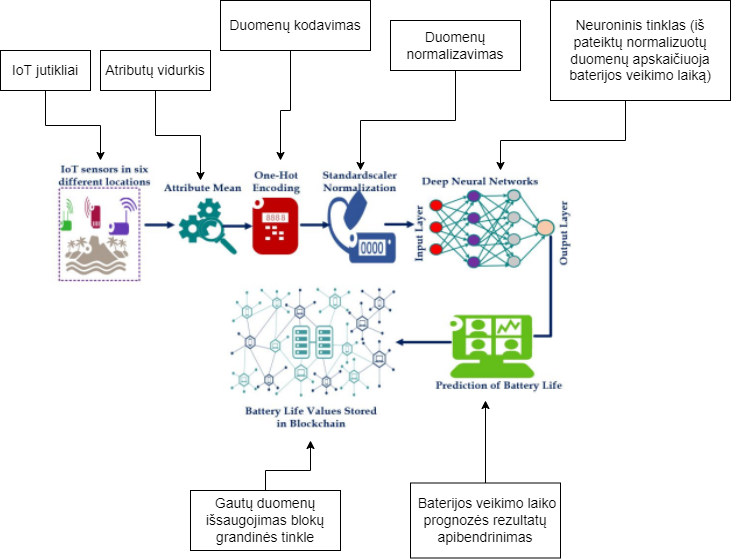 IoT jutikliai
Atributų vidurkis
Duomenų kodavimas
Duomenų
normalizavimas
Neuroninis tinklas (iš
pateiktų normalizuotų
duomenų apskaičiuoja
baterijos veikimo laiką)
IoT sensors in six
different locations
Attribute Mean
One-Hot
Encoding
8888
Standardscaler
Normalization
0000
Deep Neural Networks
Input Layer
Output Layer
Prediction of Battery Life
Battery Life Values Stored
in Blockchain
Gautų duomenų
išsaugojimas blokų
grandinės tinkle
Baterijos veikimo laiko
prognozės rezultatų
apibendrinimas